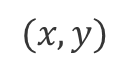 (x, y)